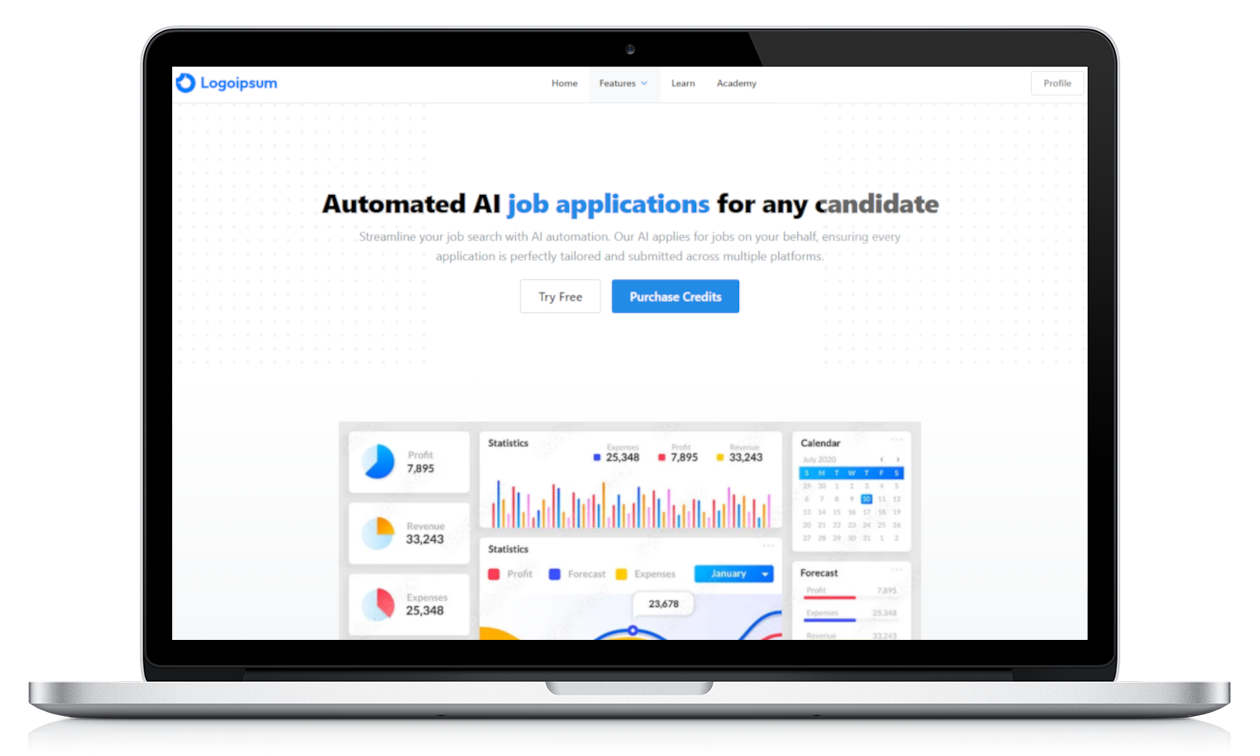 Logoipsum
Home Features Learn Academy
Profile
Automated AI job applications for any candidate
Streamline your job search with AI automation. Our AI applies for jobs on your behalf, ensuring every
application is perfectly tailored and submitted across multiple platforms.
Try Free Purchase Credits
Profit
7,895
Revenue
33,243
Expenses
25,348
Statistics
Expenses Profit Revenue
25,348 7,895 33,243
Statistics
Profit Forecast Expenses January
23,678
Calendar
July 2020
S M T W T F S
29 30 1 2 3 4 5
6 7 8 9 10 11 12
13 14 15 16 17 18 19
20 21 22 23 24 25 26
27 28 29 30 31 1 2
Forecast
Profit 7,895
Expenses 25,348
Revenue 33,243